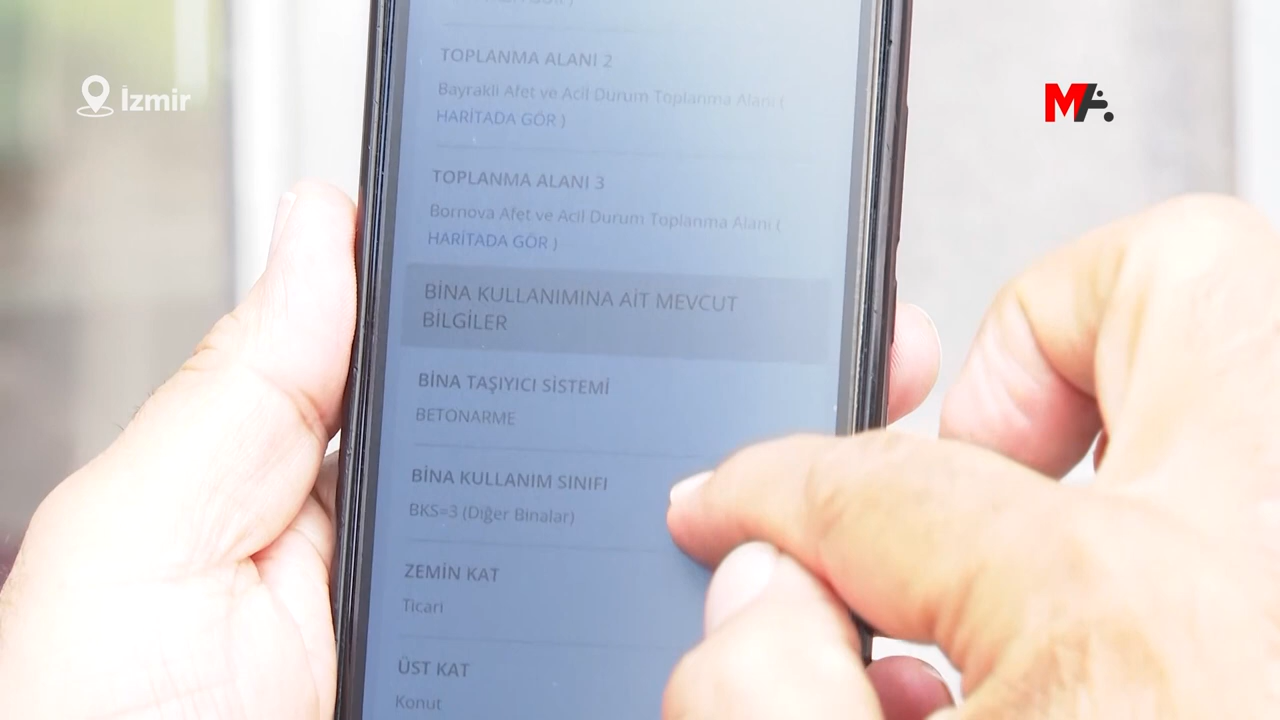 İzmir
MA
TOPLANMA ALANI 2
Bayraklı Afet ve Acil Durum Toplanma Alanı (
HARİTADA GÖR )
TOPLANMA ALANI 3
Bornova Afet ve Acil Durum Toplanma Alanı (
HARİTADA GÖR )
BİNA KULLANIMINA AİT MEVCUT
BİLGİLER
BİNA TAŞIYICI SİSTEMİ
BETONARME
BİNA KULLANIM SINIFI
BKS=3 (Diğer Binalar)
ZEMİN KAT
Ticari
ÜST KAT
Konut